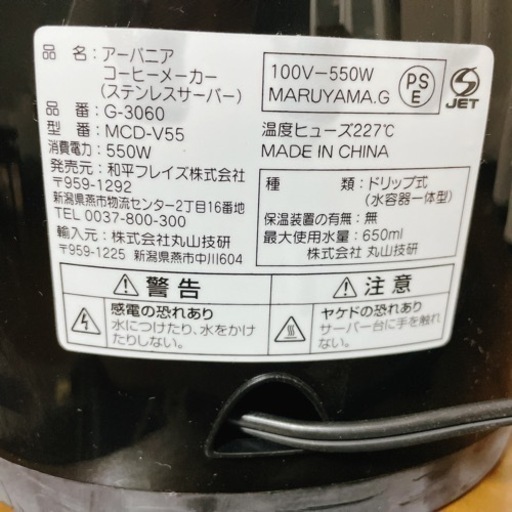 品　名：アーバニア
コーヒーメーカー
（ステンレスサーバー）
品　番：G-3060
型　番：MCD-V55
消費電力：550W
発売元：和平フレイズ株式会社
〒959-1292
新潟県燕市物流センター2丁目16番地
TEL 0037-800-300
輸入元：株式会社丸山技研
〒959-1225　新潟県燕市中川604
100V－550W
MARUYAMA.G
PS
E
JET
温度ヒューズ227℃
MADE IN CHINA
種　　　類：ドリップ式
（水容器一体型）
保温装置の有無：無
最大使用水量：650ml
株式会社 丸山技研
警告
感電の恐れあり
水につけたり、水をかけ
たりしない。
注意
ヤケドの恐れあり
サーバー台に手を触れ
ない。